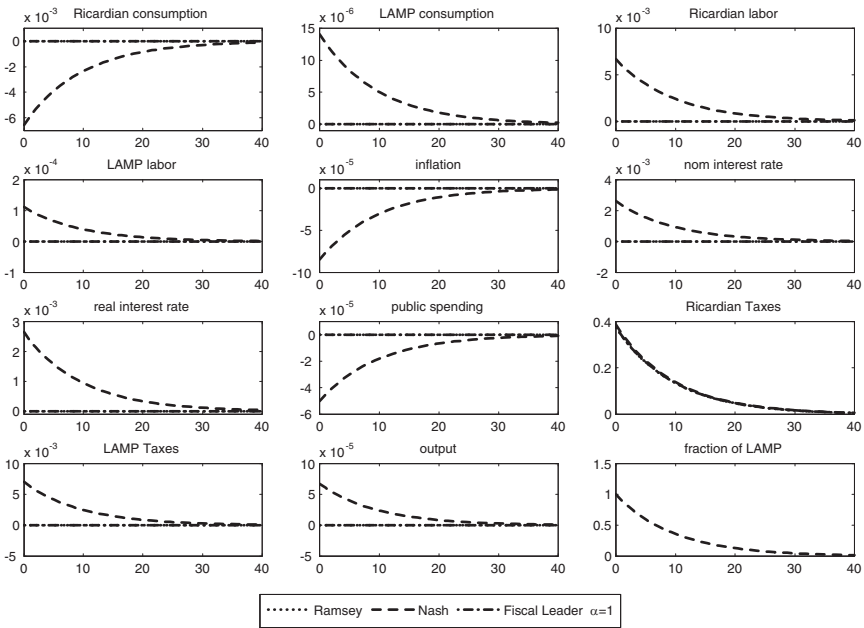 Ricardian consumption
x 10⁻³
0
-2
-4
-6
0 10 20 30 40
LAMP consumption
x 10⁻⁶
15
10
5
0
0 10 20 30 40
Ricardian labor
x 10⁻³
10
5
0
0 10 20 30 40
LAMP labor
x 10⁻⁴
2
1
0
-1
0 10 20 30 40
inflation
x 10⁻⁵
0
-5
-10
0 10 20 30 40
nom interest rate
x 10⁻³
4
2
0
-2
0 10 20 30 40
real interest rate
x 10⁻³
3
2
1
0
0 10 20 30 40
public spending
x 10⁻⁵
0
-2
-4
-6
0 10 20 30 40
Ricardian Taxes
0.4
0.2
0
0 10 20 30 40
LAMP Taxes
x 10⁻³
10
5
0
-5
0 10 20 30 40
output
x 10⁻⁵
10
5
0
-5
0 10 20 30 40
fraction of LAMP
1.5
1
0.5
0
0 10 20 30 40
Ramsey Nash Fiscal Leader α=1